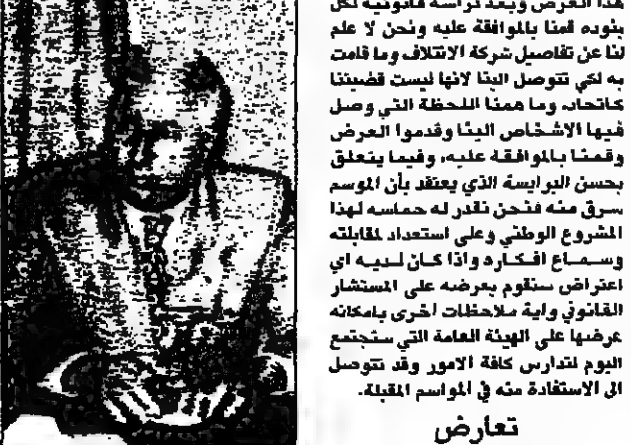 هذا العرض وبعد دراسة قانونية لكل
بنوده قمنا بالموافقة عليه ونحن لا علم
لنا عن تفاصيل شركة الائتلاف وما قامت
به لكي تتوصل الينا لانها ليست قضيتنا
كاتحاد، وما همنا اللحظة التي وصل
فيها الاشخاص الينا وقدموا العرض
وقمنا بالموافقة عليه، وفيما يتعلق
بحسن البرايسة الذي يعتقد بأن الموسم
سرق منه فنحن نقدر له حماسه لهذا
المشروع الوطني وعلى استعداد لمقابلته
وسماع افكاره واذا كان لديه اي
اعتراض سنقوم بعرضه على المستشار
القانوني واية ملاحظات اخرى بامكانه
عرضها على الهيئة العامة التي ستجتمع
اليوم لتدارس كافة الامور وقد نتوصل
الى الاستفادة منه في المواسم المقبلة.
تعارض